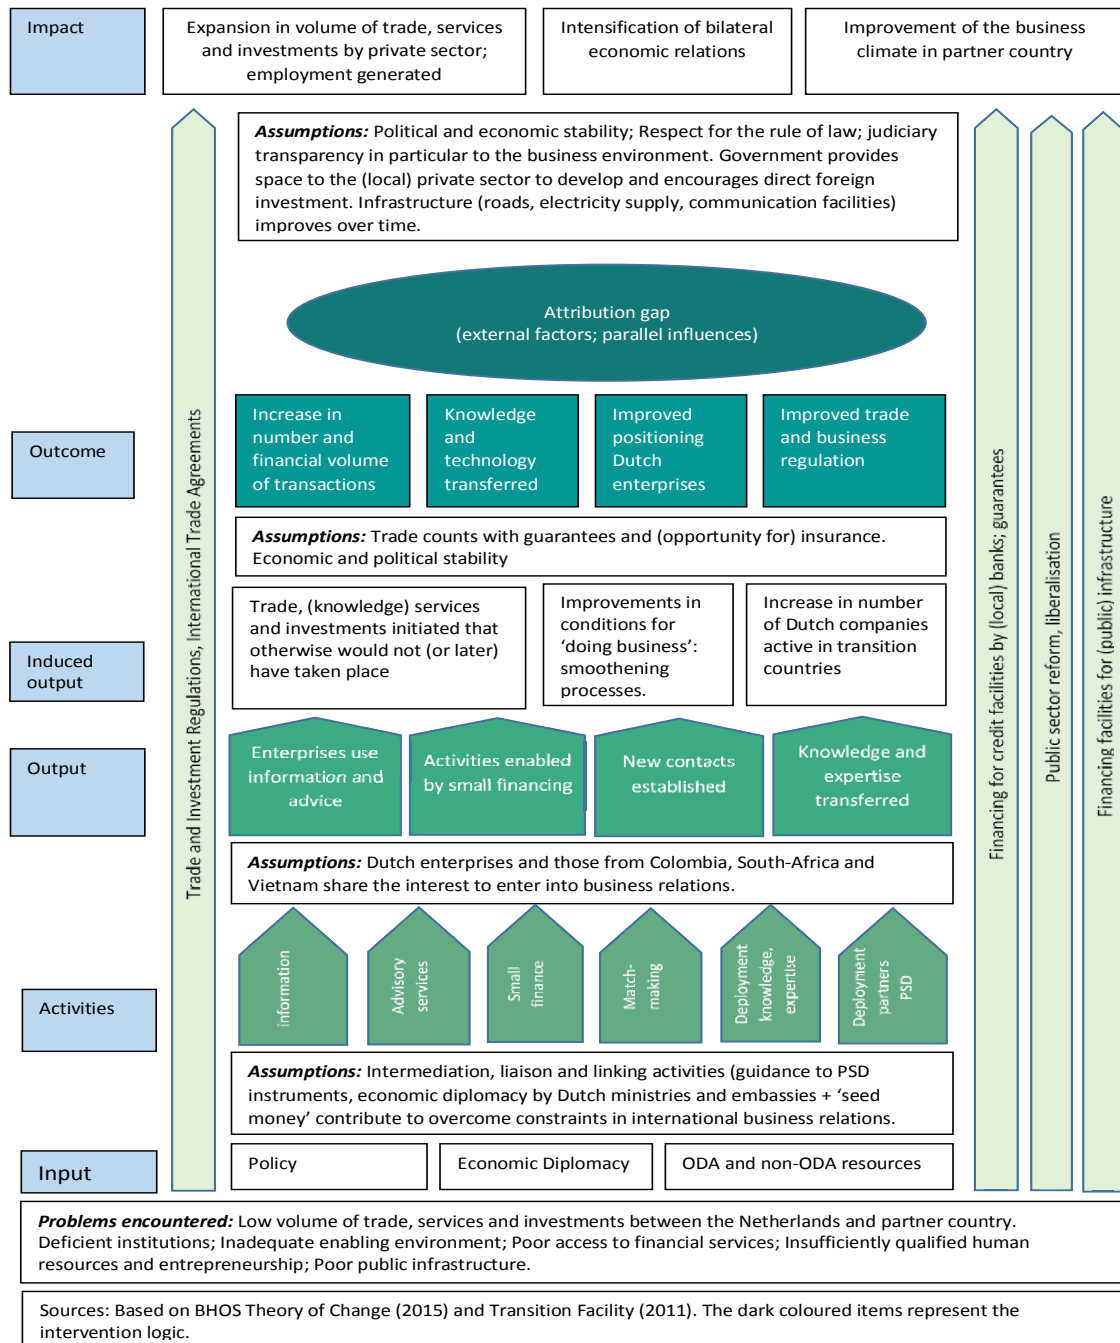 Impact
Expansion in volume of trade, services
and investments by private sector;
employment generated
Intensification of bilateral
economic relations
Improvement of the business
climate in partner country
Assumptions: Political and economic stability; Respect for the rule of law; judiciary
transparency in particular to the business environment. Government provides
space to the (local) private sector to develop and encourages direct foreign
investment. Infrastructure (roads, electricity supply, communication facilities)
improves over time.
Attribution gap
(external factors; parallel influences)
Outcome
Increase in
number and
financial volume
of transactions
Knowledge
and
technology
transferred
Improved
positioning
Dutch
enterprises
Improved trade
and business
regulation
Assumptions: Trade counts with guarantees and (opportunity for) insurance.
Economic and political stability
Induced
output
Trade, (knowledge) services
and investments initiated that
otherwise would not (or later)
have taken place
Improvements in
conditions for
‘doing business’:
smoothening
processes.
Increase in number
of Dutch companies
active in transition
countries
Output
Enterprises use
information and
advice
Activities enabled
by small financing
New contacts
established
Knowledge and
expertise
transferred
Assumptions: Dutch enterprises and those from Colombia, South-Africa and
Vietnam share the interest to enter into business relations.
Activities
information
Advisory
services
Small
finance
Match-
making
Deployment
knowledge,
expertise
Deployment
partners
PSD
Assumptions: Intermediation, liaison and linking activities (guidance to PSD
instruments, economic diplomacy by Dutch ministries and embassies + ‘seed
money’ contribute to overcome constraints in international business relations.
Input
Policy
Economic Diplomacy
ODA and non-ODA resources
Trade and Investment Regulations, International Trade Agreements
Financing for credit facilities by (local) banks; guarantees
Public sector reform, liberalisation
Financing facilities for (public) infrastructure
Problems encountered: Low volume of trade, services and investments between the Netherlands and partner country.
Deficient institutions; Inadequate enabling environment; Poor access to financial services; Insufficiently qualified human
resources and entrepreneurship; Poor public infrastructure.
Sources: Based on BHOS Theory of Change (2015) and Transition Facility (2011). The dark coloured items represent the
intervention logic.